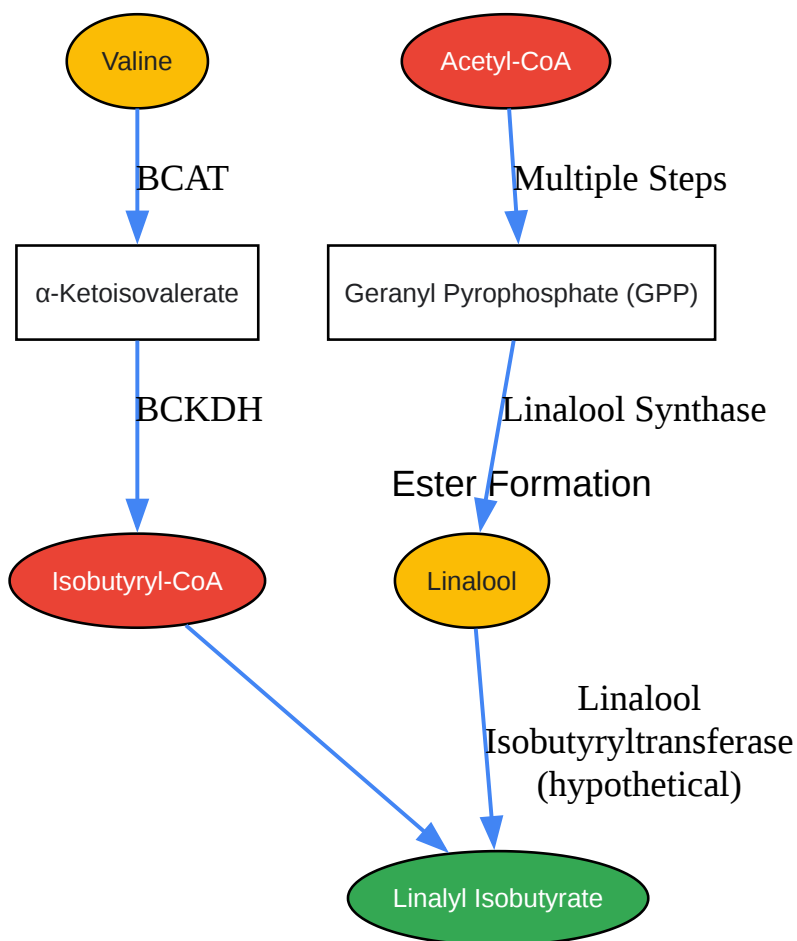 Valine
Acetyl-CoA
BCAT
Multiple Steps
α-Ketoisovalerate
Geranyl Pyrophosphate (GPP)
BCKDH
Linalool Synthase
Ester Formation
Isobutyryl-CoA
Linalool
Linalool
Isobutyryltransferase
(hypothetical)
Linalyl Isobutyrate